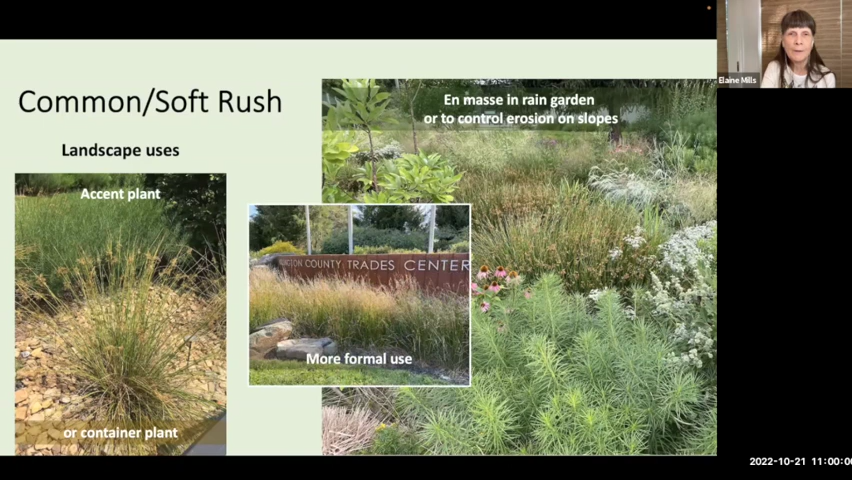 Elaine Mills
Common/Soft Rush
Landscape uses
Accent plant
or container plant
COUNTY TRADES CENTER
More formal use
En masse in rain garden
or to control erosion on slopes
2022-10-21 11:00:00